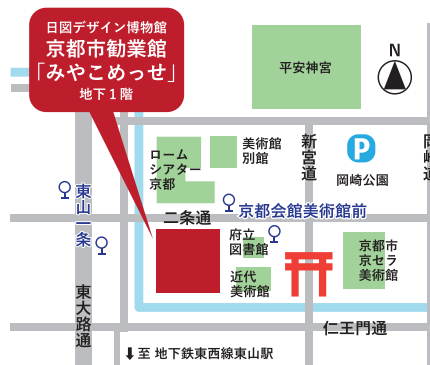 日図デザイン博物館
京都市勧業館
「みやこめっせ」
地下１階
平安神宮
N
P
岡崎公園
岡崎道
美術館
別館
新宮道
ローム
シアター
京都
東山二条
京都会館美術館前
二条通
府立
図書館
近代
美術館
京都市
京セラ
美術館
東大路通
仁王門通
⬇至 地下鉄東西線東山駅